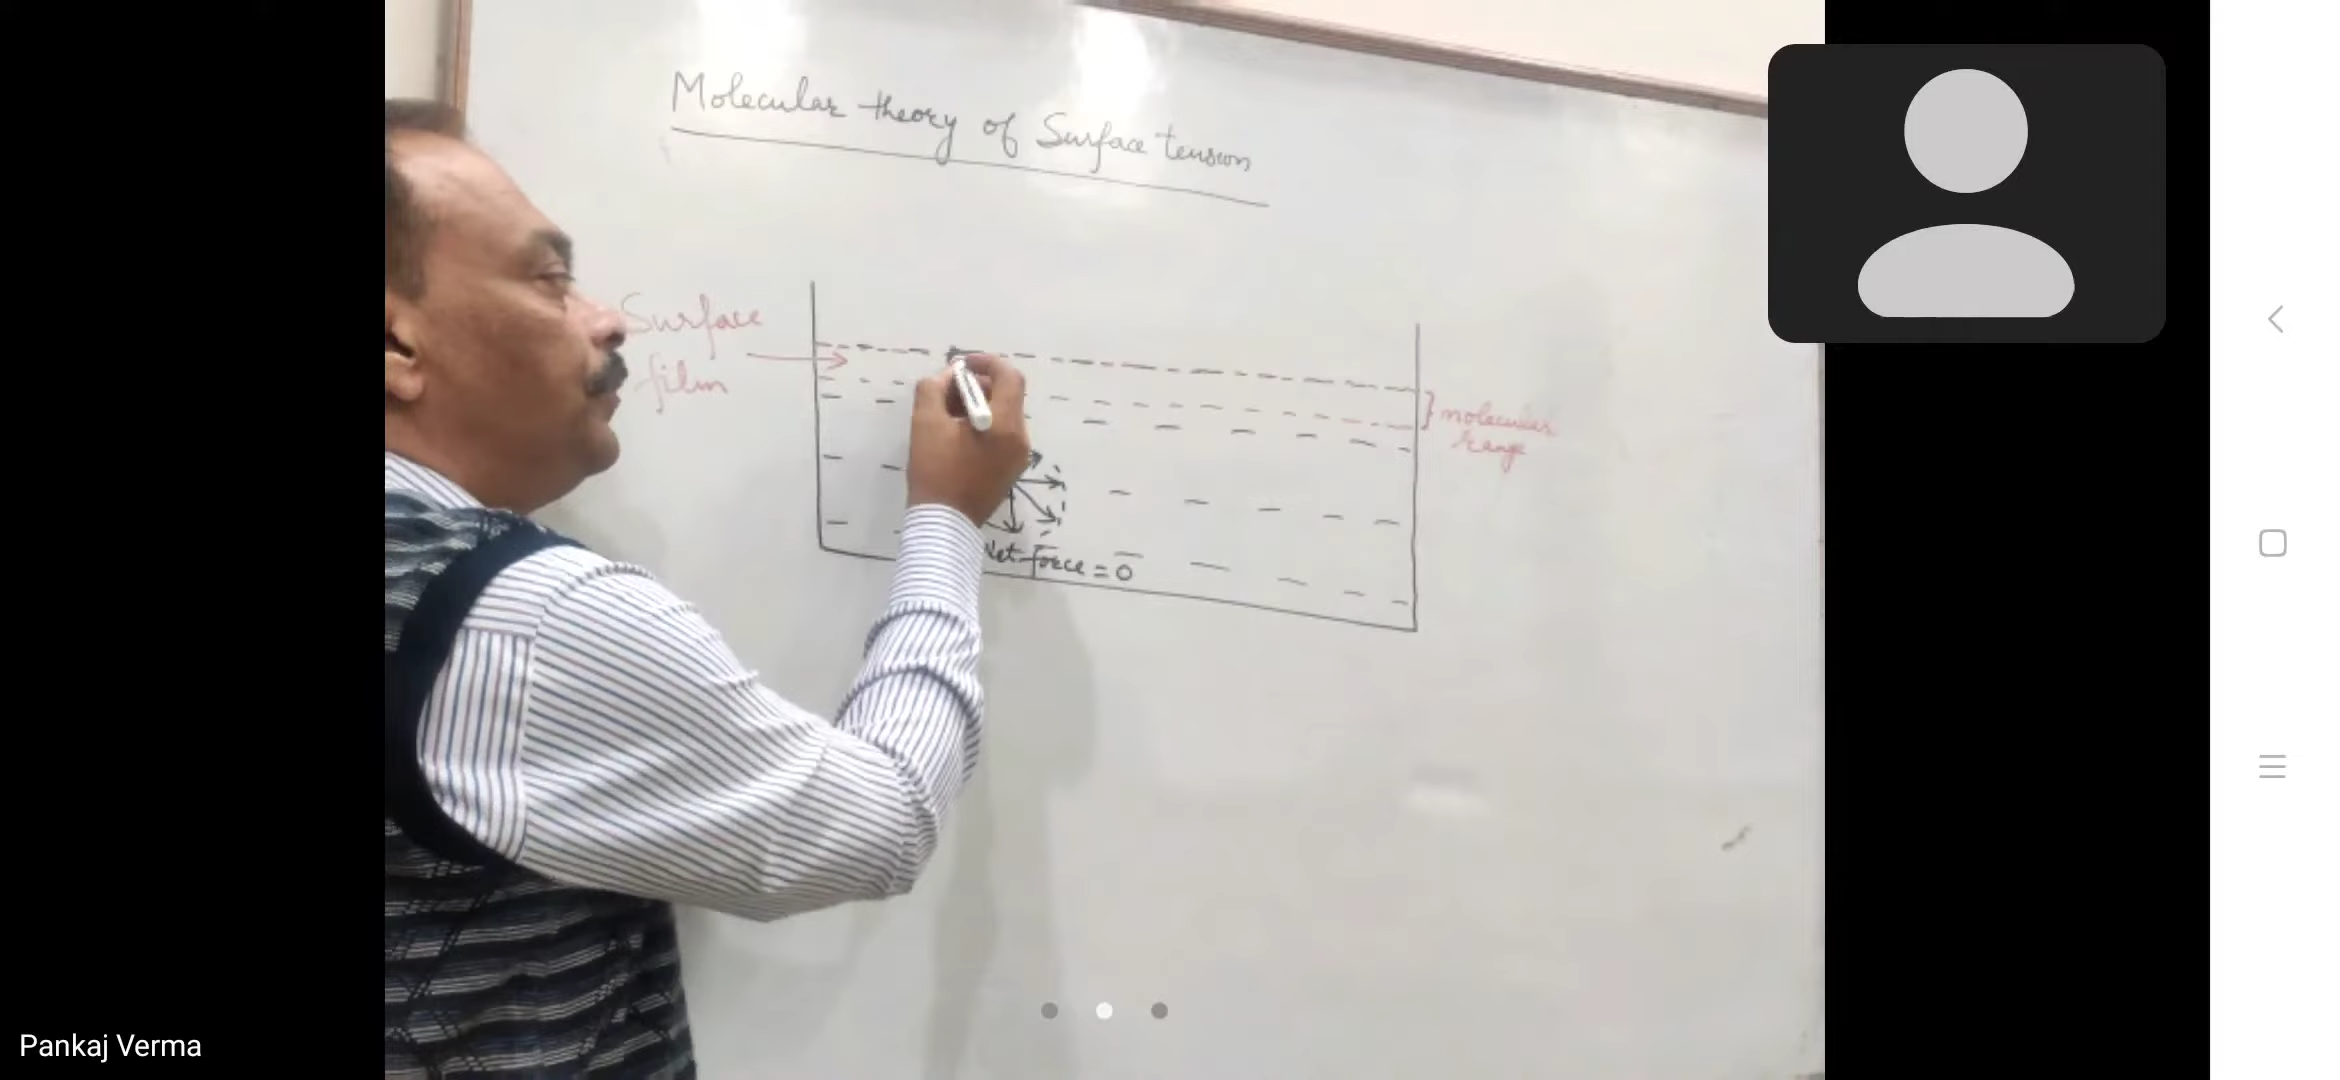 Molecular theory of Surface tension
Surface
film
molecular
range
Net force = 0
Pankaj Verma